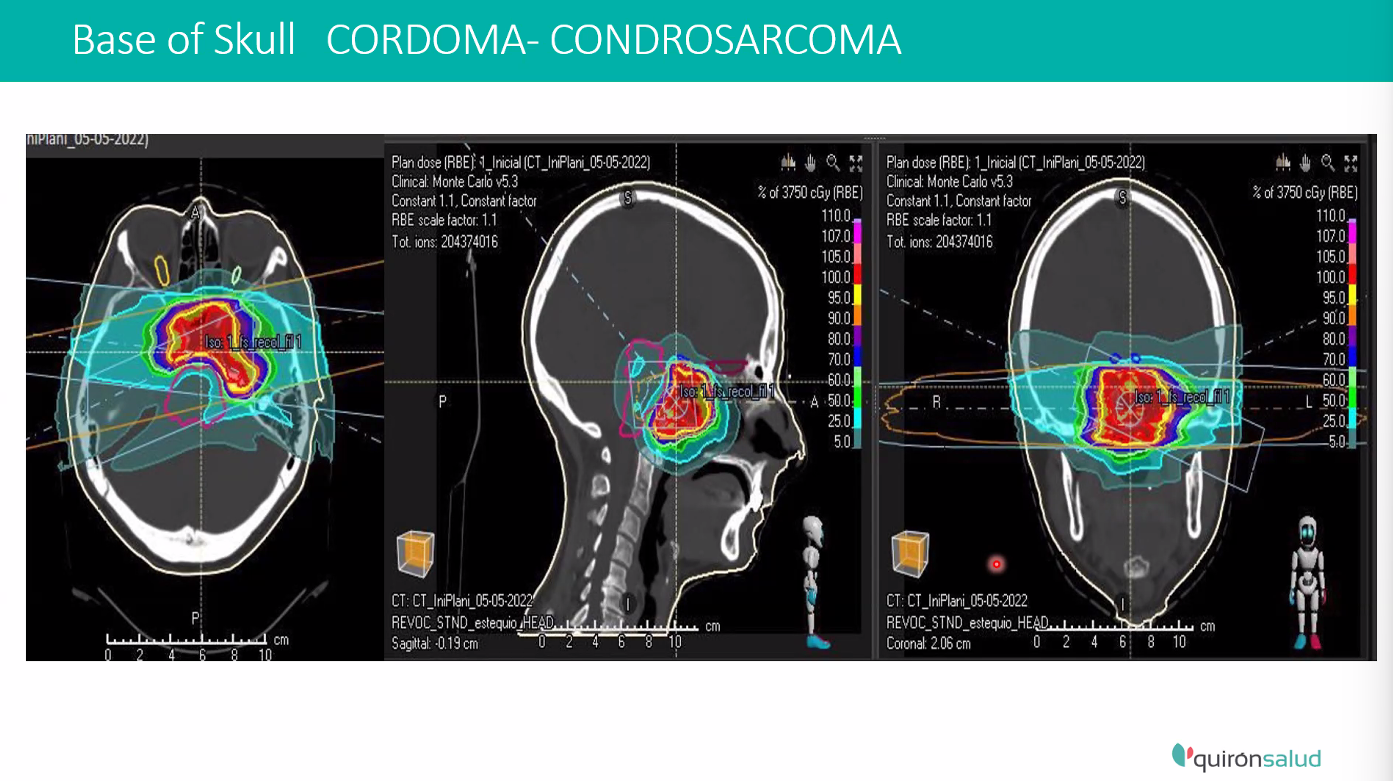 Base of Skull CORDOMA- CONDROSARCOMA
niPlani_05-05-2022)
A
Iso: 1_fs_recol_fil1
P
cm
0 2 4 6 8 10
Plan dose (RBE): 1_Inicial (CT_IniPlani_05-05-2022)
Clinical: Monte Carlo v5.3
Constant 1.1, Constant factor
RBE scale factor: 1.1
Tot. ions: 204374016
% of 3750 cGy (RBE)
110.0
107.0
105.0
100.0
95.0
90.0
80.0
70.0
60.0
50.0
25.0
5.0
S
P
A
I
Iso: 1_fs_recol_fil1
CT: CT_IniPlani_05-05-2022
REVOC_STND_estequio_HEAD
Sagittal: -0.19 cm
0 2 4 6 8 10 cm
Plan dose (RBE): 1_Inicial (CT_IniPlani_05-05-2022)
Clinical: Monte Carlo v5.3
Constant 1.1, Constant factor
RBE scale factor: 1.1
Tot. ions: 204374016
% of 3750 cGy (RBE)
110.0
107.0
105.0
100.0
95.0
90.0
80.0
70.0
60.0
50.0
25.0
5.0
S
R
L
I
Iso: 1_fs_recol_fil1
CT: CT_IniPlani_05-05-2022
REVOC_STND_estequio_HEAD
Coronal: 2.06 cm
0 2 4 6 8 10 cm
quirónsalud